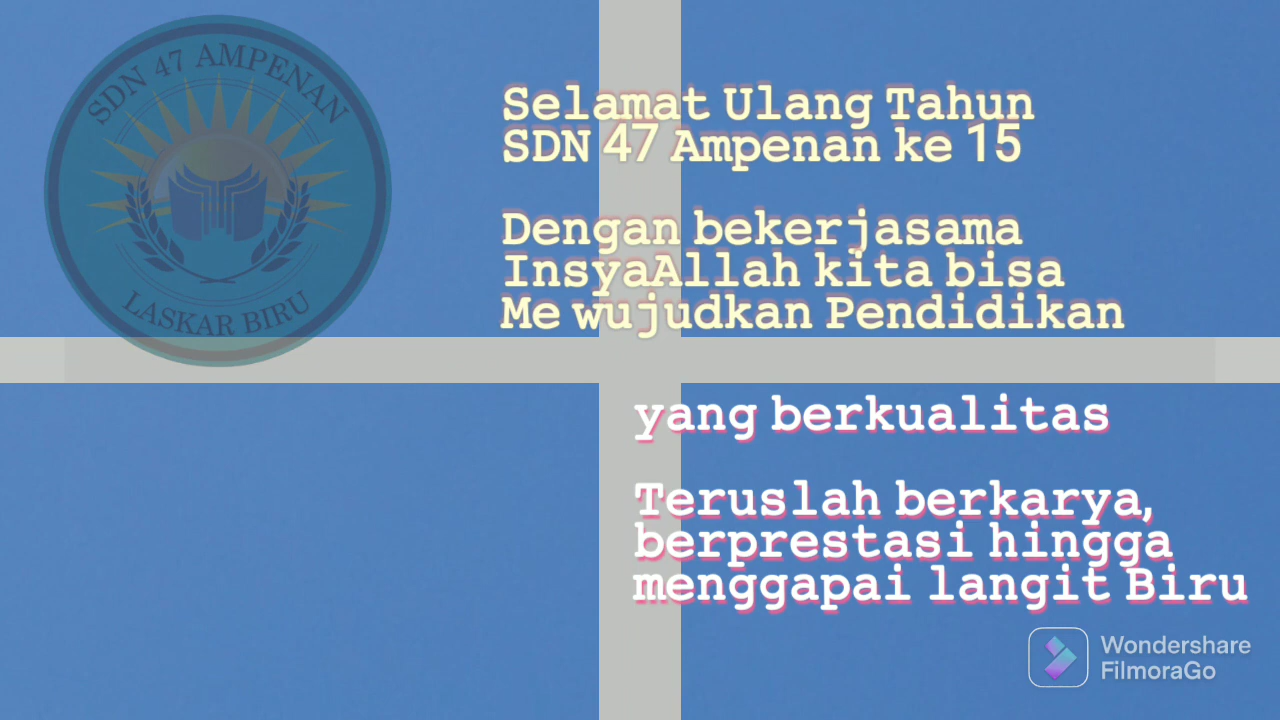 SDN 47 AMPENAN
LASKAR BIRU
Selamat Ulang Tahun
SDN 47 Ampenan ke 15
Dengan bekerjasama
InsyaAllah kita bisa
Me wujudkan Pendidikan
yang berkualitas
Teruslah berkarya,
berprestasi hingga
menggapai langit Biru
Wondershare
FilmoraGo